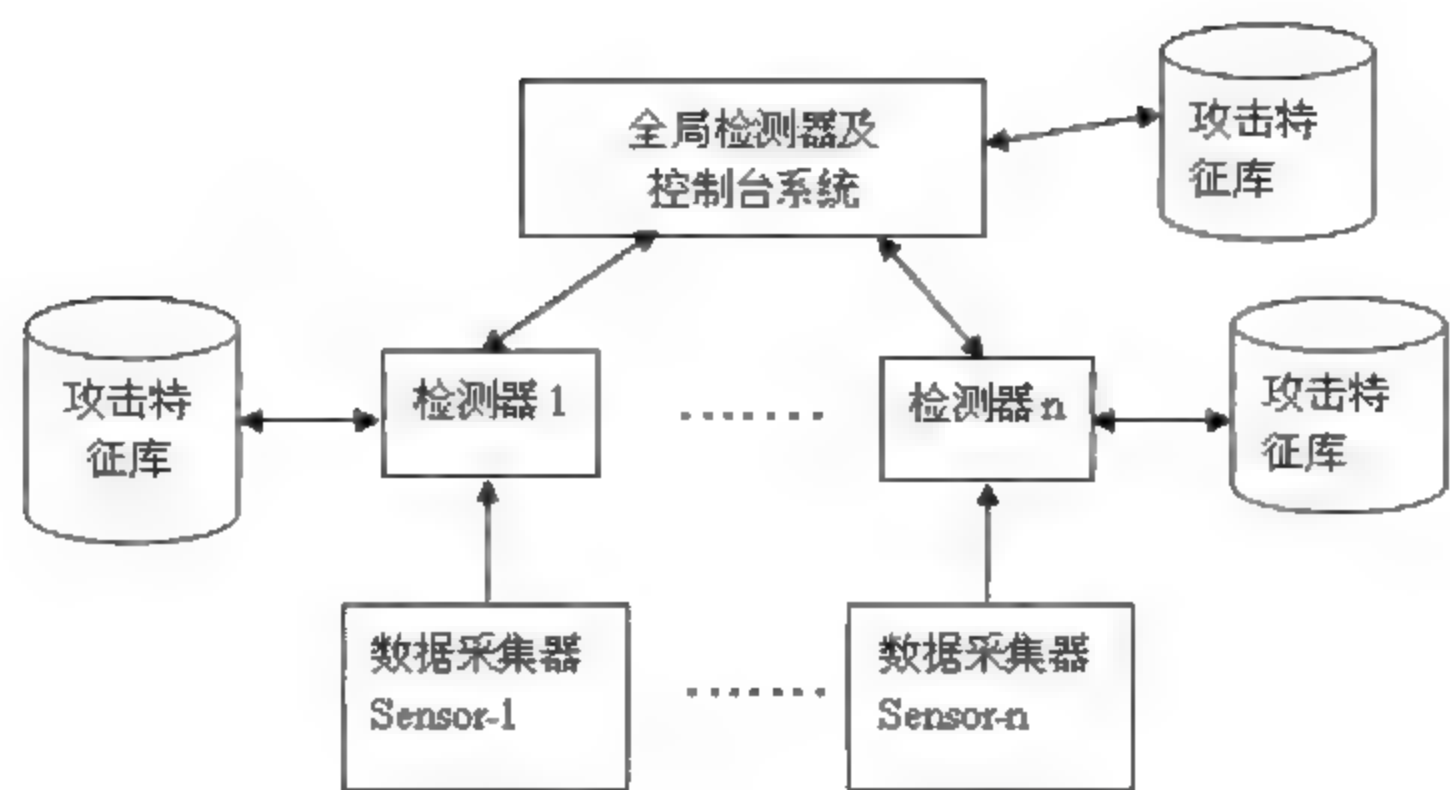 全局检测器及
控制台系统
攻击特
征库
攻击特
征库
检测器 1
检测器 n
攻击特
征库
数据采集器
Sensor-1
数据采集器
Sensor-n